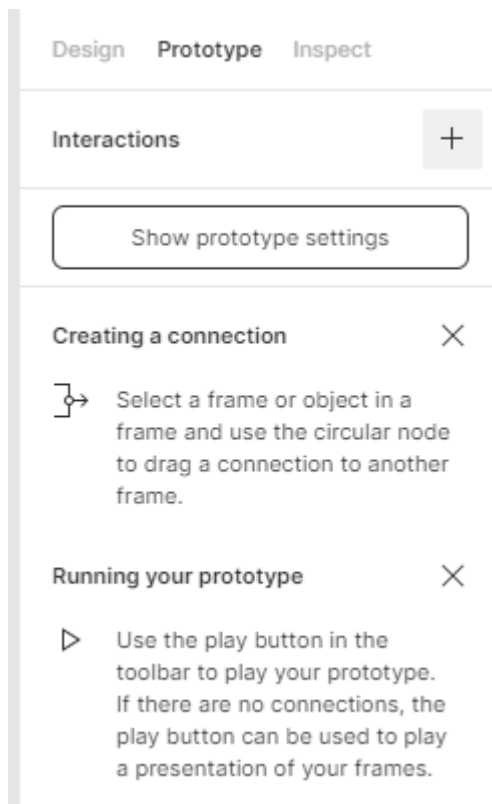 Design Prototype Inspect
Interactions
Show prototype settings
Creating a connection
Select a frame or object in a
frame and use the circular node
to drag a connection to another
frame.
Running your prototype
Use the play button in the
toolbar to play your prototype.
If there are no connections, the
play button can be used to play
a presentation of your frames.